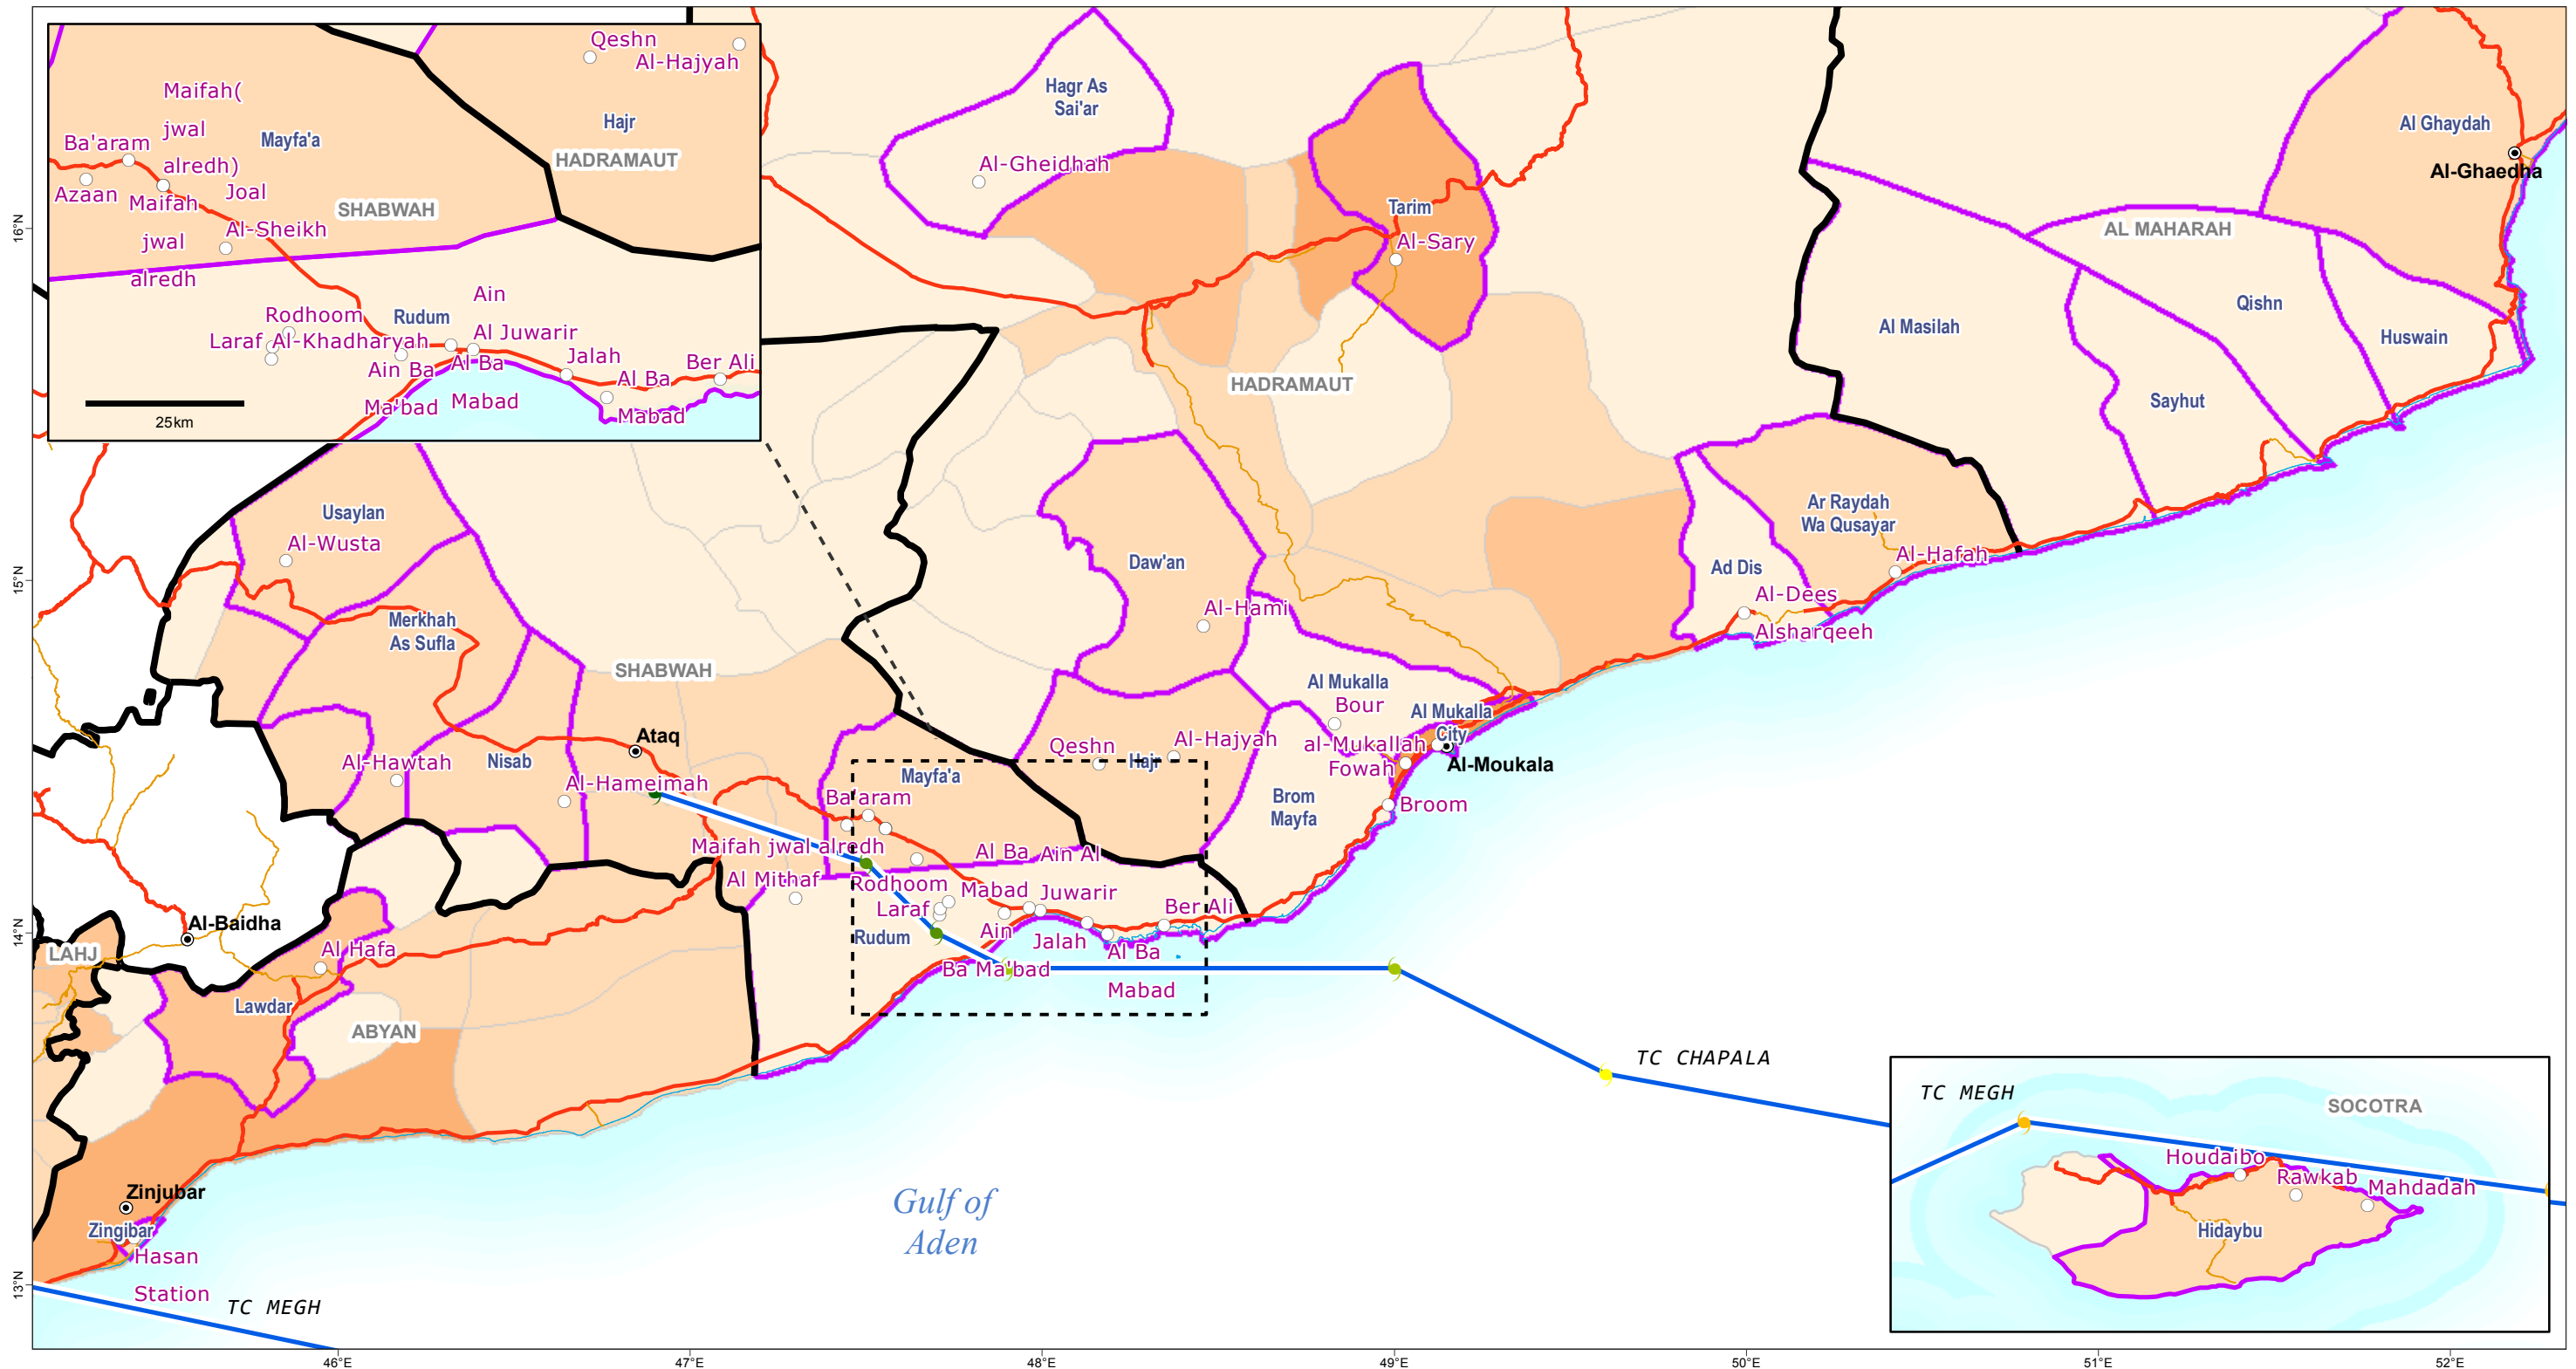 Qeshn
Al-Hajyah
Maifah(
jwal
alredh)
Ba'aram
Mayfa'a
Hajr
HADRAMAUT
Azaan
Maifah
jwal
alredh
Joal
Al-Sheikh
SHABWAH
Rodhoom
Rudum
Ain
Al Juwarir
Laraf
Al-Khadharyah
Jalah
Ain Ba
Ma'bad
Al Ba
Mabad
Al Ba
Mabad
Ber Ali
25km
Hagr As
Sai'ar
Al-Gheidhah
Tarim
Al-Sary
Al Ghaydah
Al-Ghaedha
AL MAHARAH
Al Masilah
Qishn
Huswain
Sayhut
HADRAMAUT
Usaylan
Al-Wusta
Merkhah
As Sufla
Daw'an
Al-Hami
Ar Raydah
Wa Qusayar
Al-Hafah
Ad Dis
Al-Dees
Alsharqeeh
SHABWAH
Al Mukalla
Bour
Al Mukalla
City
al-Mukallah
Fowah
Al-Moukala
Broom
Brom
Mayfa
Ataq
Nisab
Al-Hawtah
Al-Hameimah
Qeshn
Hajr
Al-Hajyah
Mayfa'a
Ba'aram
Maifah jwal alredh
Al Mithaf
Al Ba
Mabad
Ain Al
Juwarir
Rodhoom
Laraf
Rudum
Ain
Ba Ma'bad
Jalah
Al Ba
Mabad
Ber Ali
Al-Baidha
LAHJ
Al Hafa
Lawdar
ABYAN
TC CHAPALA
Zinjubar
Zingibar
Hasan
Station
TC MEGH
Gulf of
Aden
TC MEGH
SOCOTRA
Houdaibo
Rawkab
Mahdadah
Hidaybu
16°N
15°N
14°N
13°N
46°E
47°E
48°E
49°E
50°E
51°E
52°E